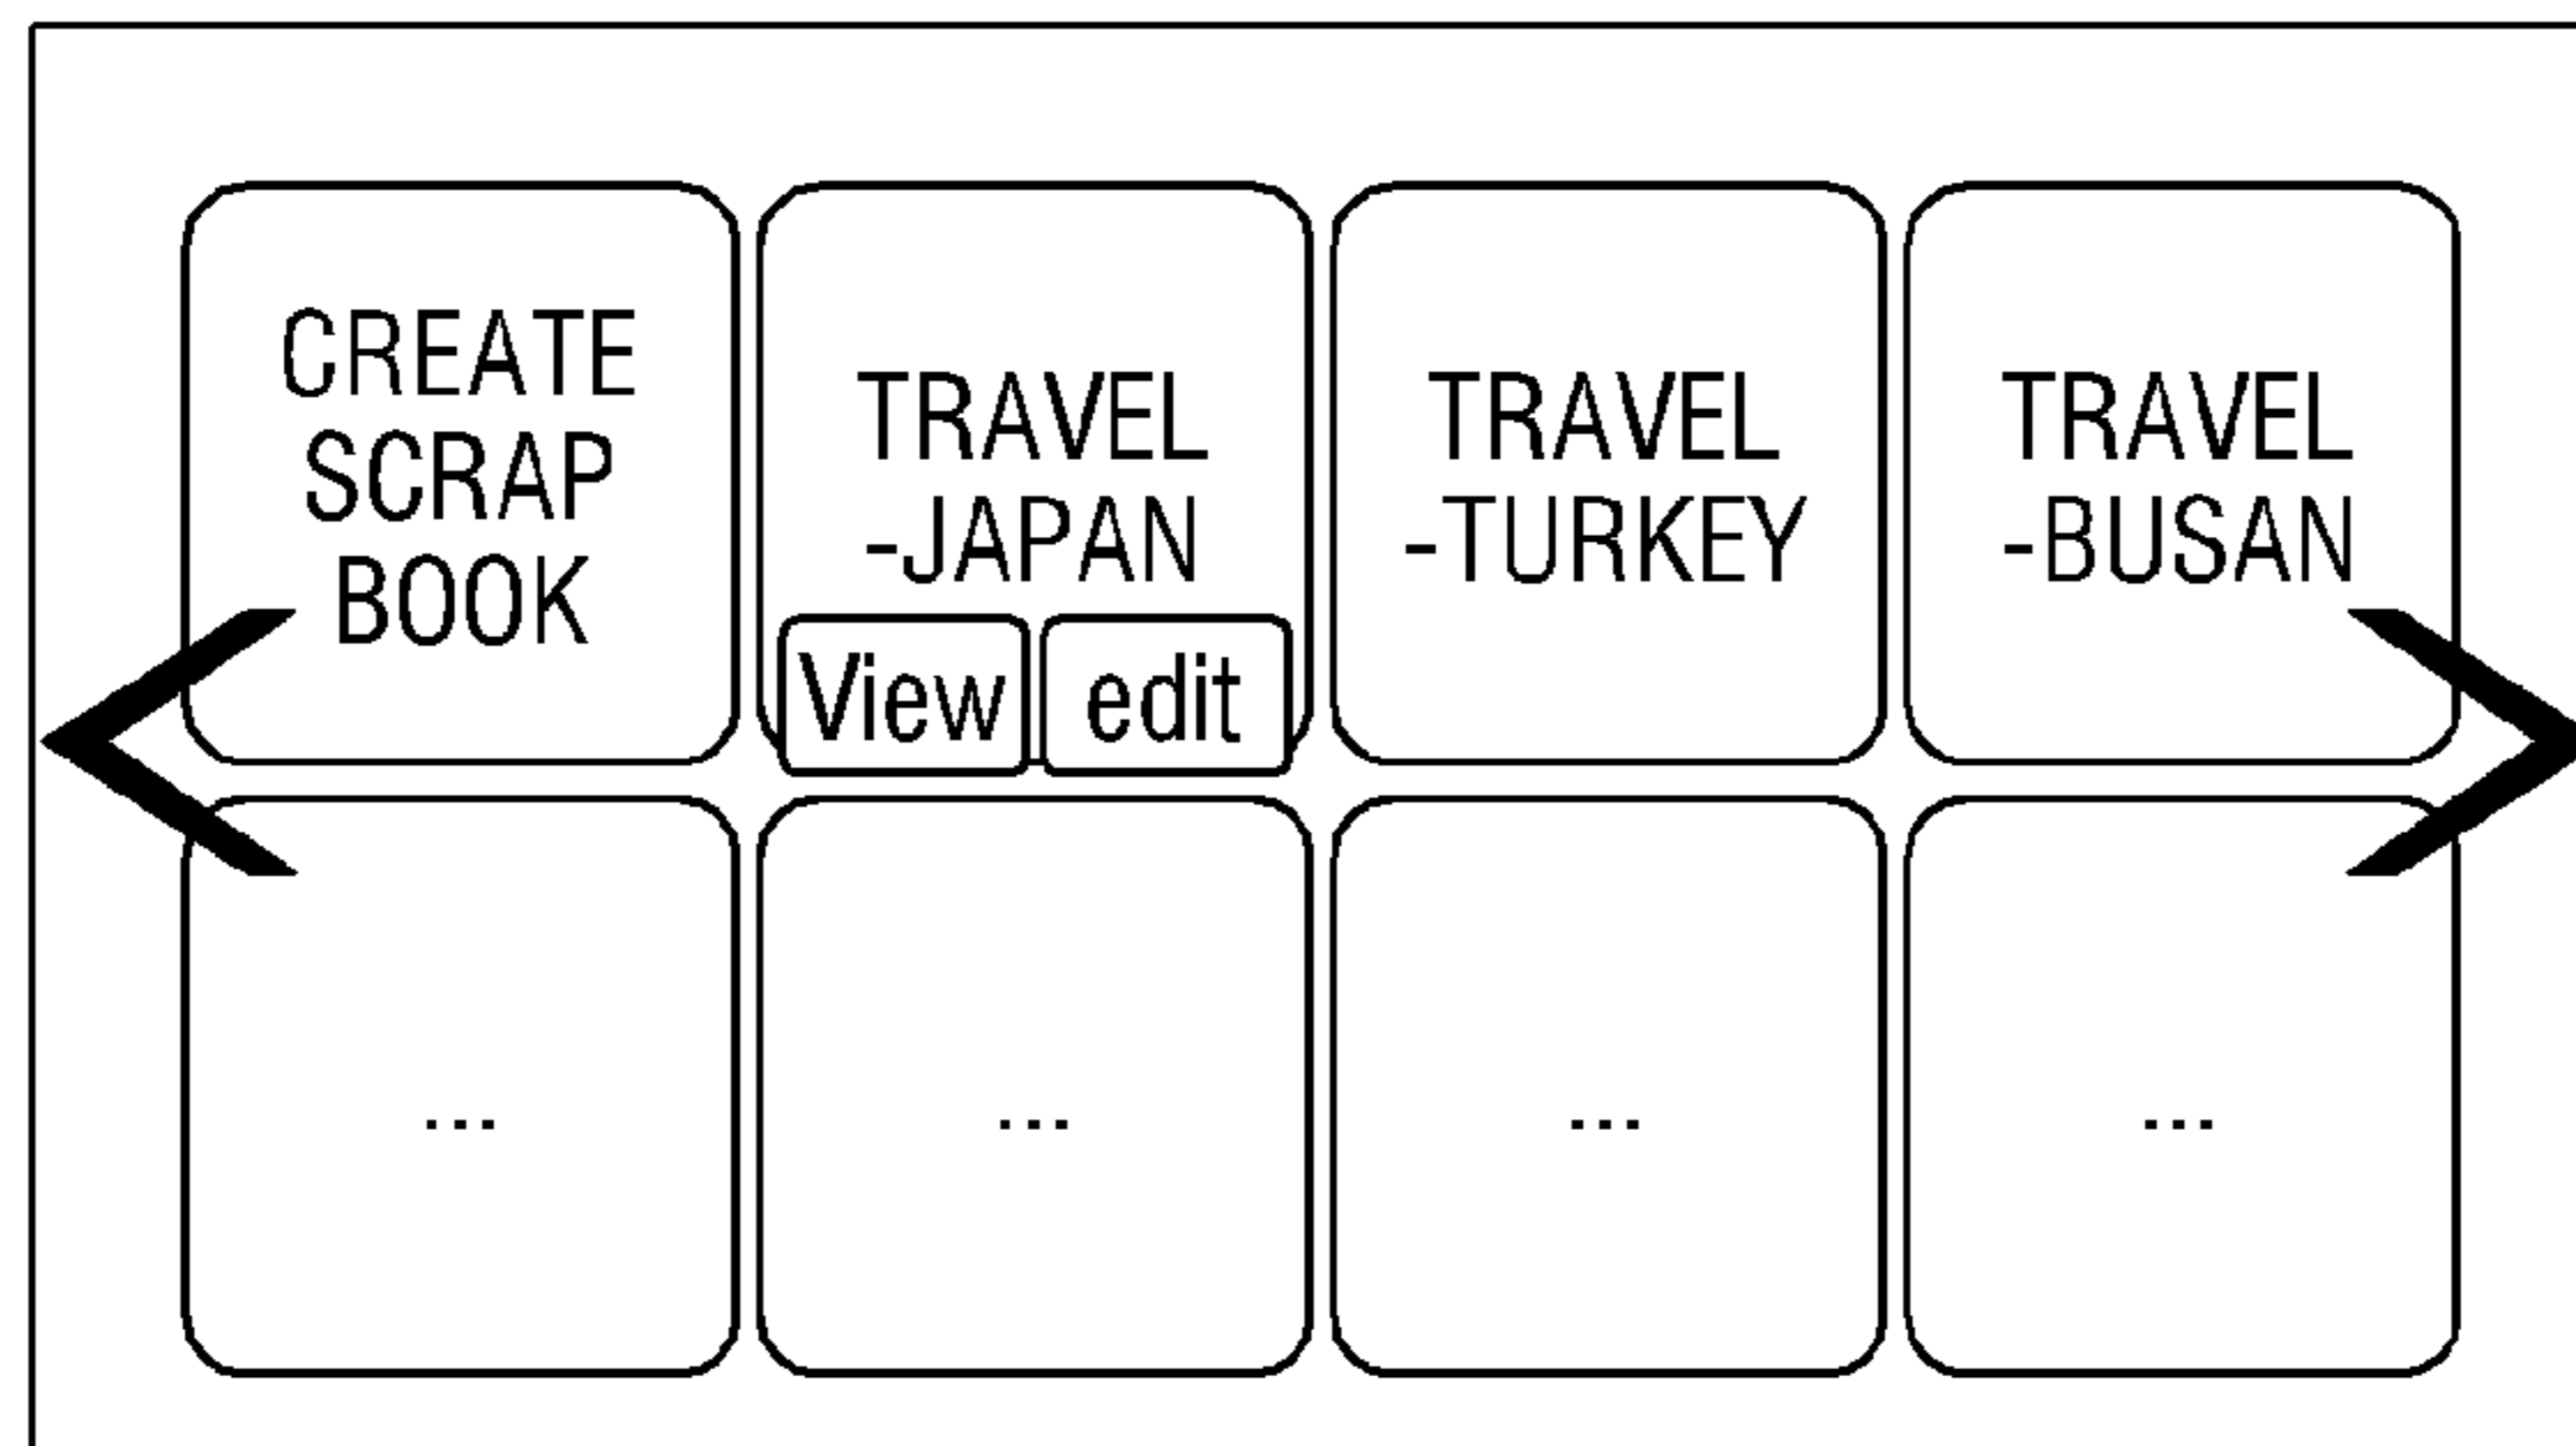 CREATE
SCRAP
BOOK
TRAVEL
-JAPAN
View edit
TRAVEL
-TURKEY
TRAVEL
-BUSAN
... ... ... ...